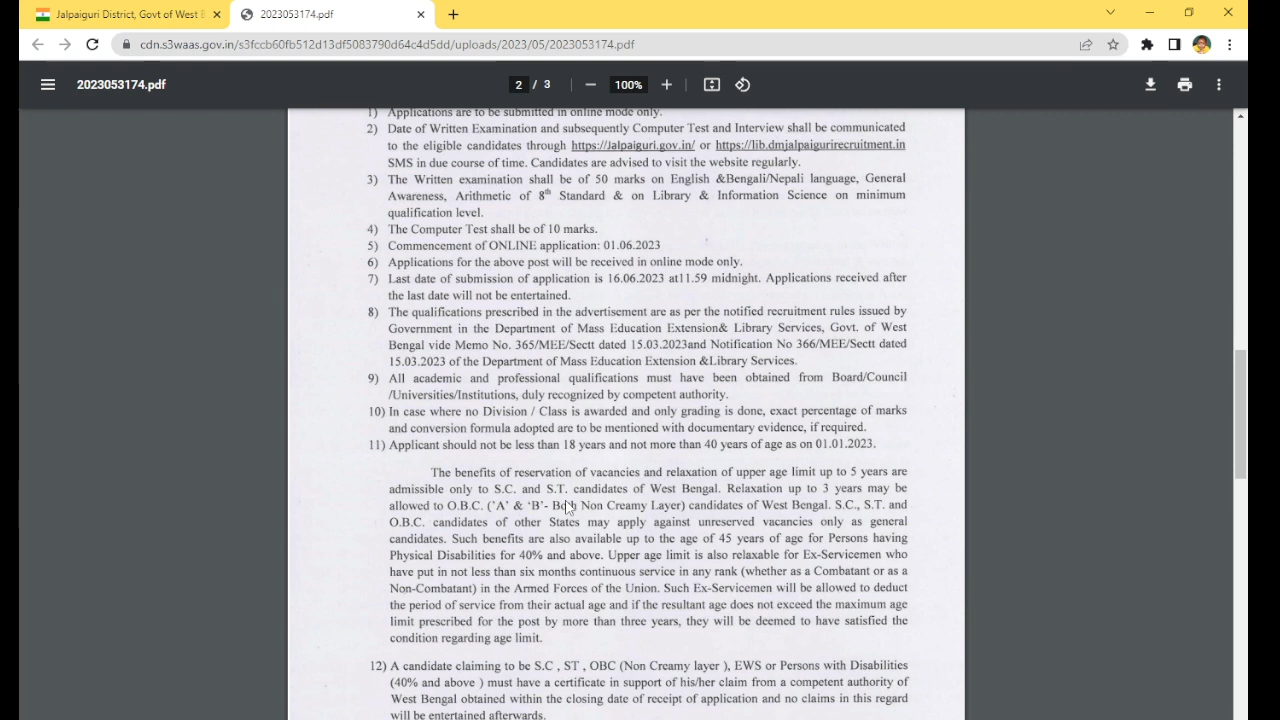 Jalpaiguri District, Govt of West B
2023053174.pdf
cdn.s3waas.gov.in/s3fccb60fb512d13df5083790d64c4d5dd/uploads/2023/05/2023053174.pdf
2023053174.pdf
2 / 3
100%
1) Applications are to be submitted in online mode only.
2) Date of Written Examination and subsequently Computer Test and Interview shall be communicated
to the eligible candidates through https://Jalpaiguri.gov.in/ or https://lib.dmjalpaigurirecruitment.in
SMS in due course of time. Candidates are advised to visit the website regularly.
3) The Written examination shall be of 50 marks on English &Bengali/Nepali language, General
Awareness, Arithmetic of 8th Standard & on Library & Information Science on minimum
qualification level.
4) The Computer Test shall be of 10 marks.
5) Commencement of ONLINE application: 01.06.2023
6) Applications for the above post will be received in online mode only.
7) Last date of submission of application is 16.06.2023 at11.59 midnight. Applications received after
the last date will not be entertained.
8) The qualifications prescribed in the advertisement are as per the notified recruitment rules issued by
Government in the Department of Mass Education Extension& Library Services, Govt. of West
Bengal vide Memo No. 365/MEE/Sectt dated 15.03.2023and Notification No 366/MEE/Sectt dated
15.03.2023 of the Department of Mass Education Extension &Library Services.
9) All academic and professional qualifications must have been obtained from Board/Council
/Universities/Institutions, duly recognized by competent authority.
10) In case where no Division / Class is awarded and only grading is done, exact percentage of marks
and conversion formula adopted are to be mentioned with documentary evidence, if required.
11) Applicant should not be less than 18 years and not more than 40 years of age as on 01.01.2023.
The benefits of reservation of vacancies and relaxation of upper age limit up to 5 years are
admissible only to S.C. and S.T. candidates of West Bengal. Relaxation up to 3 years may be
allowed to O.B.C. ('A' & 'B'- Both Non Creamy Layer) candidates of West Bengal. S.C., S.T. and
O.B.C. candidates of other States may apply against unreserved vacancies only as general
candidates. Such benefits are also available up to the age of 45 years of age for Persons having
Physical Disabilities for 40% and above. Upper age limit is also relaxable for Ex-Servicemen who
have put in not less than six months continuous service in any rank (whether as a Combatant or as a
Non-Combatant) in the Armed Forces of the Union. Such Ex-Servicemen will be allowed to deduct
the period of service from their actual age and if the resultant age does not exceed the maximum age
limit prescribed for the post by more than three years, they will be deemed to have satisfied the
condition regarding age limit.
12) A candidate claiming to be S.C , ST , OBC (Non Creamy layer ), EWS or Persons with Disabilities
(40% and above ) must have a certificate in support of his/her claim from a competent authority of
West Bengal obtained within the closing date of receipt of application and no claims in this regard
will be entertained afterwards.